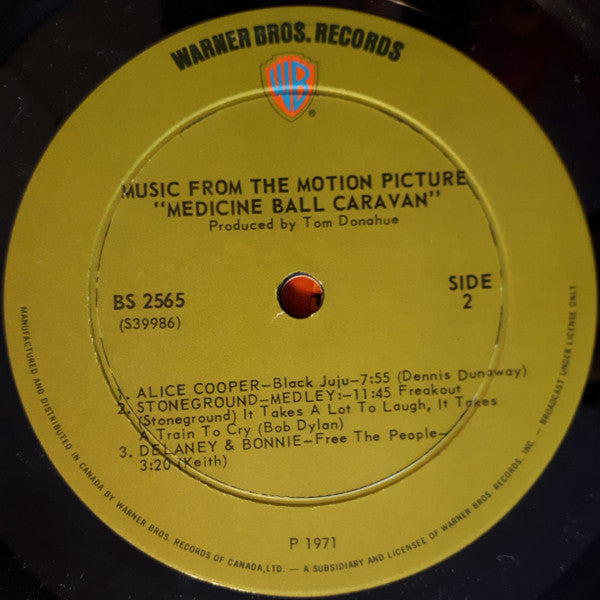 WARNER BROS. RECORDS
WB
®
MUSIC FROM THE MOTION PICTURE
"MEDICINE BALL CARAVAN"
Produced by Tom Donahue
BS 2565
(S39986)
SIDE
2
1. ALICE COOPER—Black Juju—7:55 (Dennis Dunaway)
2. STONEGROUND—MEDLEY:—11:45 Freakout
(Stoneground) It Takes A Lot To Laugh, It Takes
A Train To Cry (Bob Dylan)
3. DELANEY & BONNIE—Free The People—
3:20 (Keith)
P 1971
MANUFACTURED AND DISTRIBUTED IN CANADA BY WARNER BROS. RECORDS OF CANADA, LTD. — A SUBSIDIARY AND LICENSEE OF WARNER BROS. RECORDS, INC. — BROADCAST UNDER LICENSE ONLY.